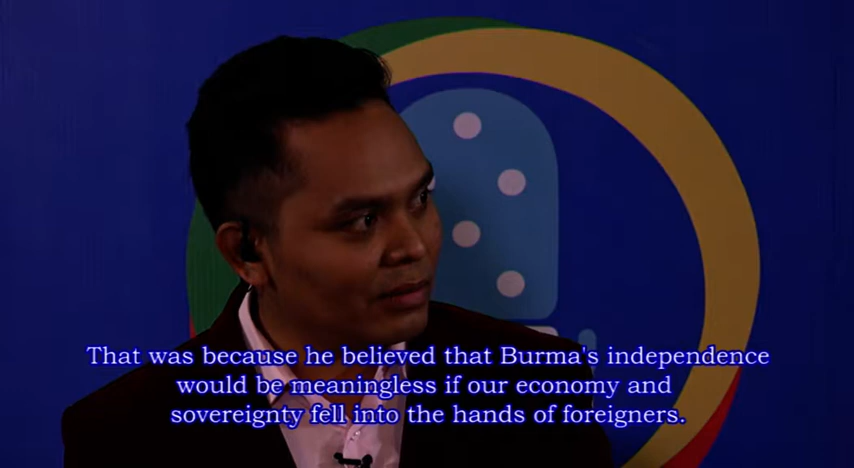 That was because he believed that Burma's independence
would be meaningless if our economy and
sovereignty fell into the hands of foreigners.